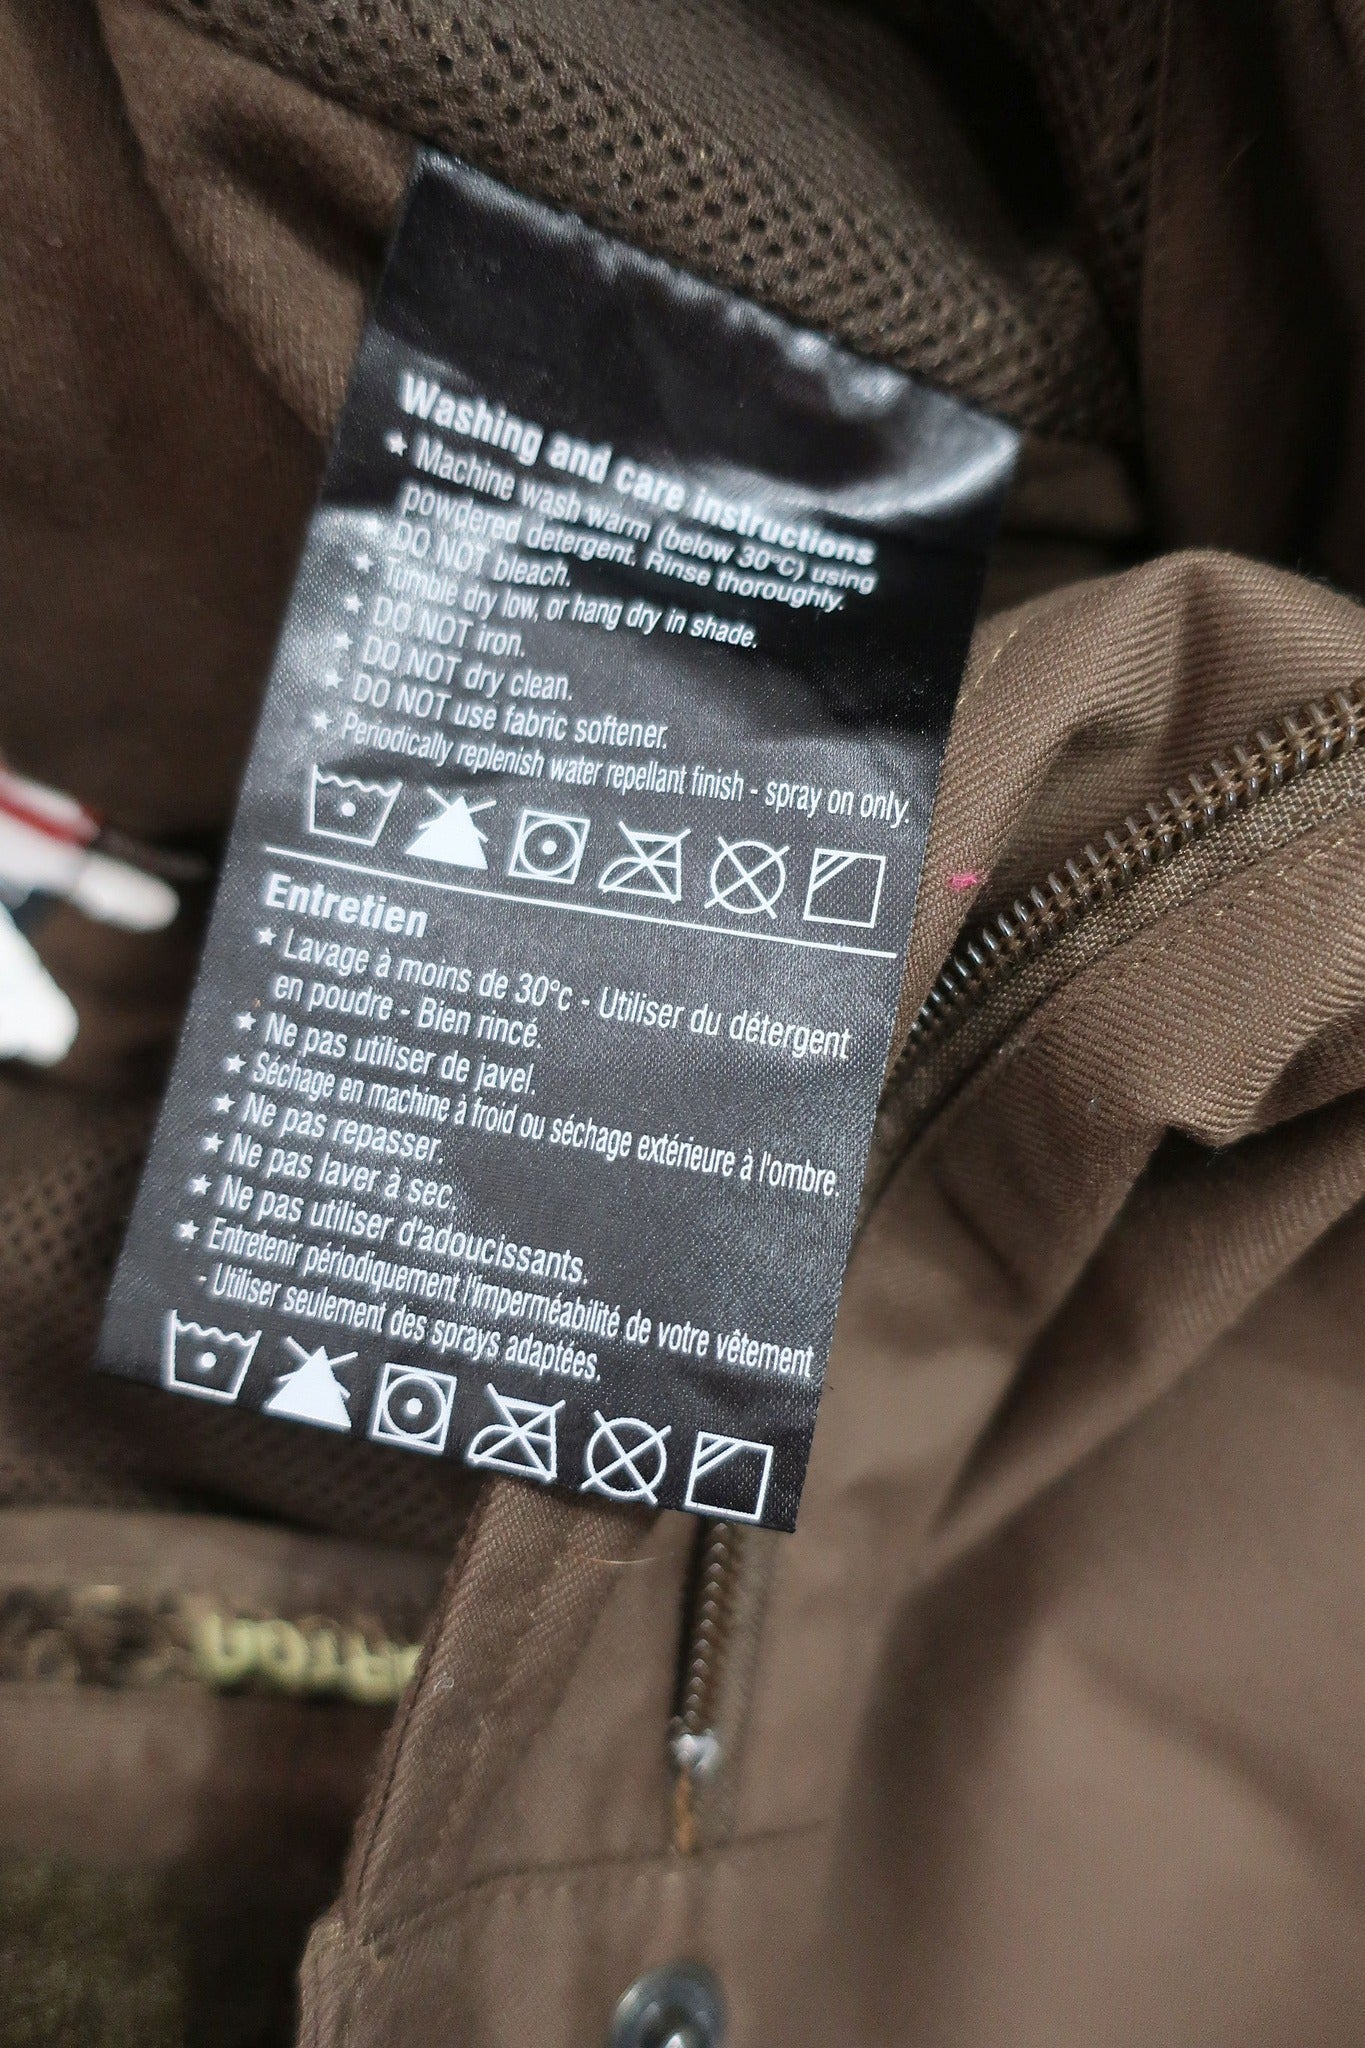 Washing and care instructions
★ Machine wash warm (below 30°C) using
powdered detergent. Rinse thoroughly.
★ DO NOT bleach.
★ Tumble dry low, or hang dry in shade.
★ DO NOT iron.
★ DO NOT dry clean.
★ DO NOT use fabric softener.
★ Periodically replenish water repellant finish - spray on only.
Entretien
★ Lavage à moins de 30°c - Utiliser du détergent
en poudre - Bien rincé.
★ Ne pas utiliser de javel.
★ Séchage en machine à froid ou séchage extérieure à l'ombre.
★ Ne pas repasser.
★ Ne pas laver à sec.
★ Ne pas utiliser d'adoucissants.
★ Entretenir périodiquement l'imperméabilité de votre vêtement
- Utiliser seulement des sprays adaptées.